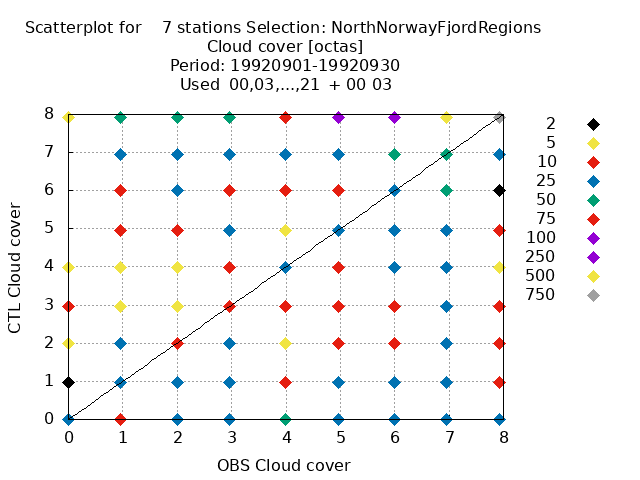 Scatterplot for    7 stations Selection: NorthNorwayFjordRegions
Cloud cover [octas]
Period: 19920901-19920930
Used  00,03,...,21  + 00 03
8
7
6
5
4
3
2
1
0
CTL Cloud cover
0 1 2 3 4 5 6 7 8
OBS Cloud cover
2
5
10
25
50
75
100
250
500
750